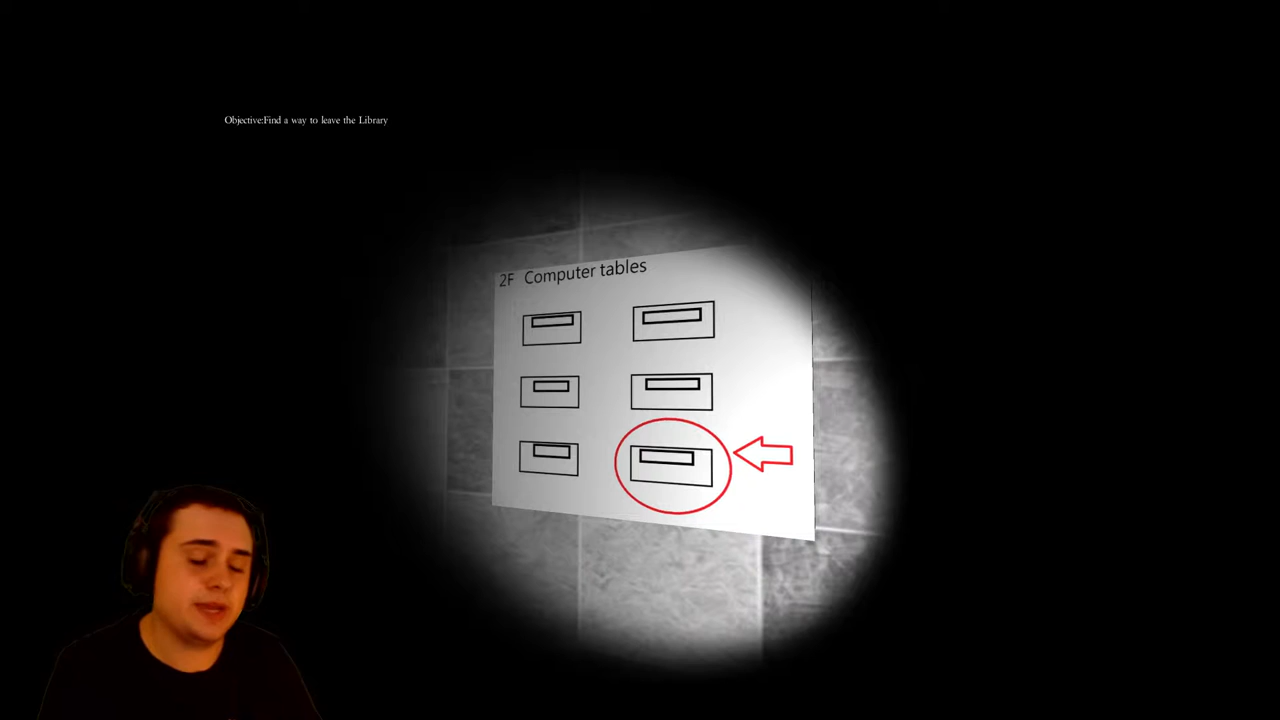 Objective:Find a way to leave the Library
2F Computer tables